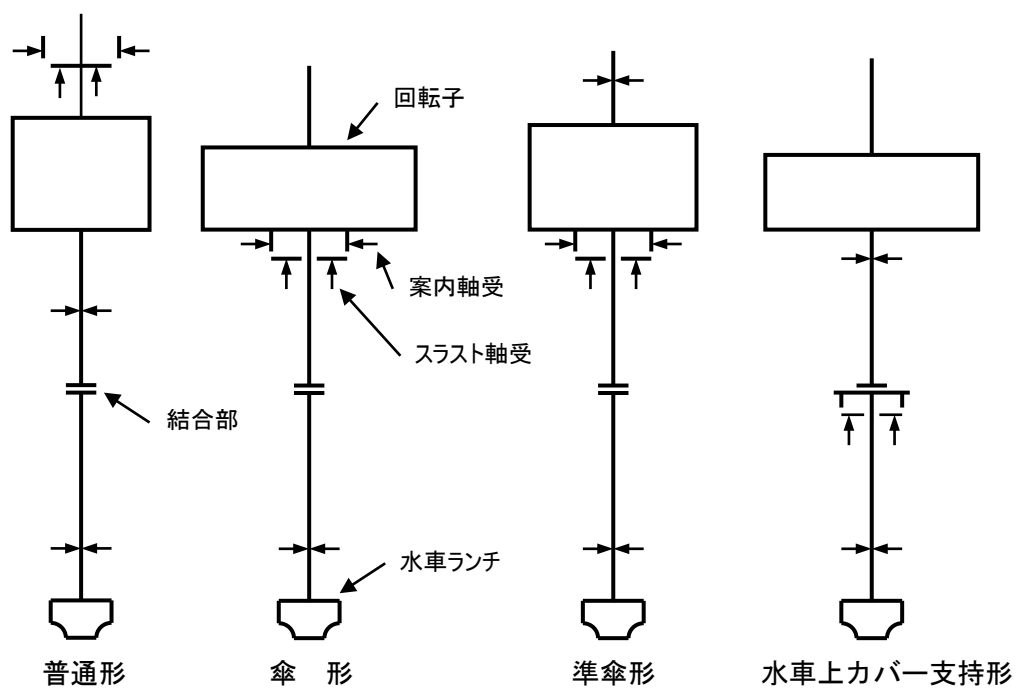 回転子
案内軸受
スラスト軸受
結合部
水車ランチ
普通形
傘 形
準傘形
水車上カバー支持形